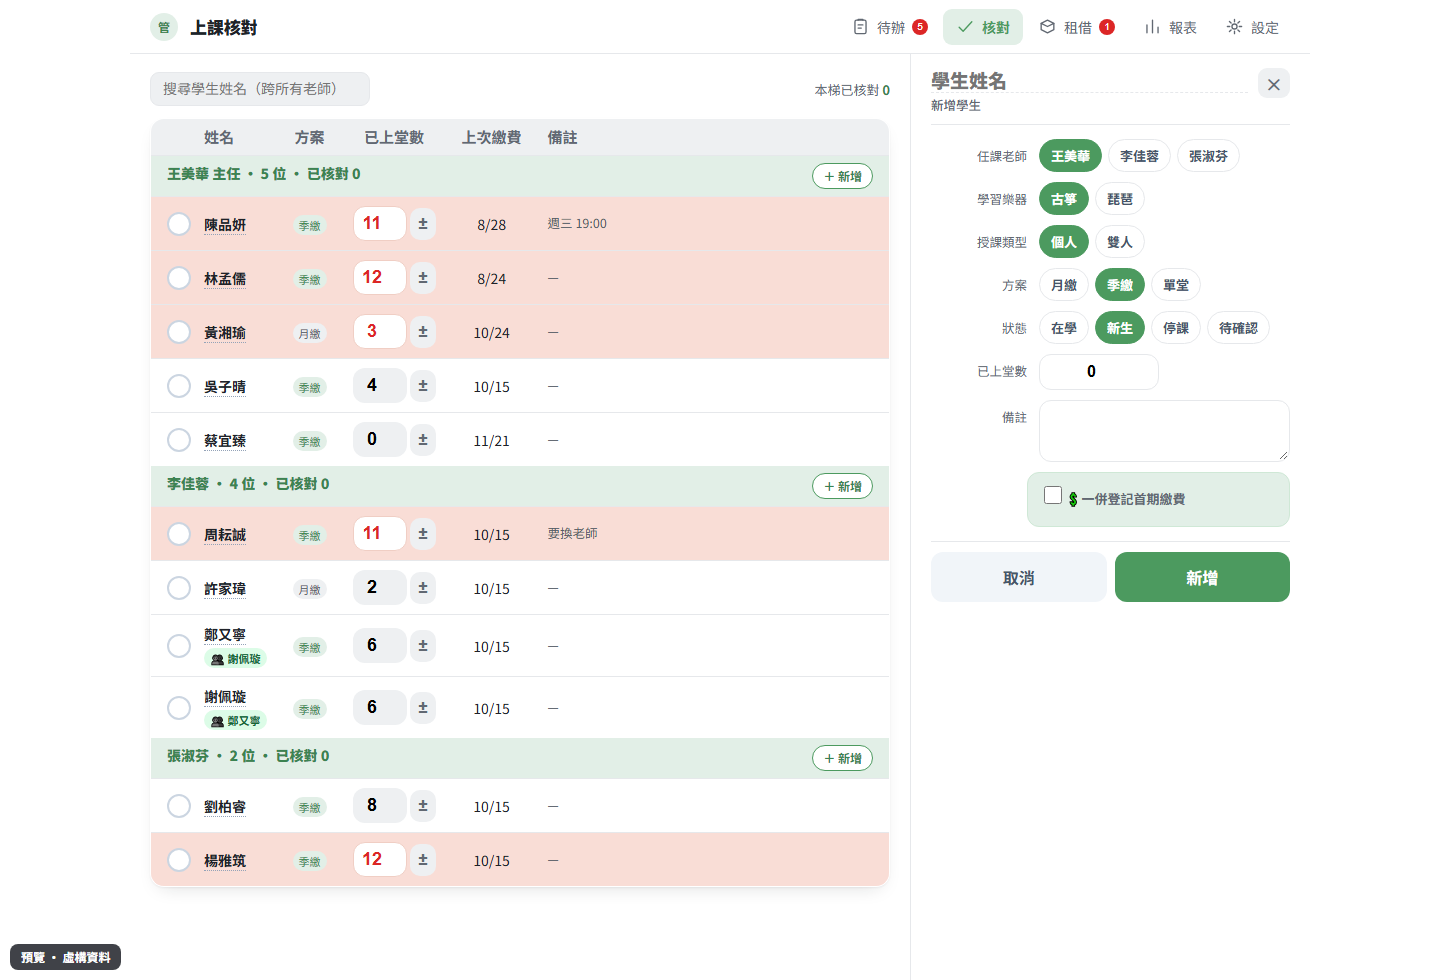 管 上課核對
待辦 5
核對
租借 1
報表
設定
搜尋學生姓名（跨所有老師）
本梯已核對 0
姓名 方案 已上堂數 上次繳費 備註
王美華 主任 · 5 位 · 已核對 0 ＋新增
陳品妍 季繳 11 ± 8/28 週三 19:00
林孟儒 季繳 12 ± 8/24 —
黃湘瑜 月繳 3 ± 10/24 —
吳子晴 季繳 4 ± 10/15 —
蔡宜臻 季繳 0 ± 11/21 —
李佳蓉 · 4 位 · 已核對 0 ＋新增
周耘誠 季繳 11 ± 10/15 要換老師
許家瑋 月繳 2 ± 10/15 —
鄭又寧 季繳 6 ± 10/15 —
謝佩璇
謝佩璇 季繳 6 ± 10/15 —
鄭又寧
張淑芬 · 2 位 · 已核對 0 ＋新增
劉柏睿 季繳 8 ± 10/15 —
楊雅筑 季繳 12 ± 10/15 —
學生姓名
新增學生
任課老師 王美華 李佳蓉 張淑芬
學習樂器 古箏 琵琶
授課類型 個人 雙人
方案 月繳 季繳 單堂
狀態 在學 新生 停課 待確認
已上堂數 0
備註
💲一併登記首期繳費
取消 新增
預覽 · 虛構資料